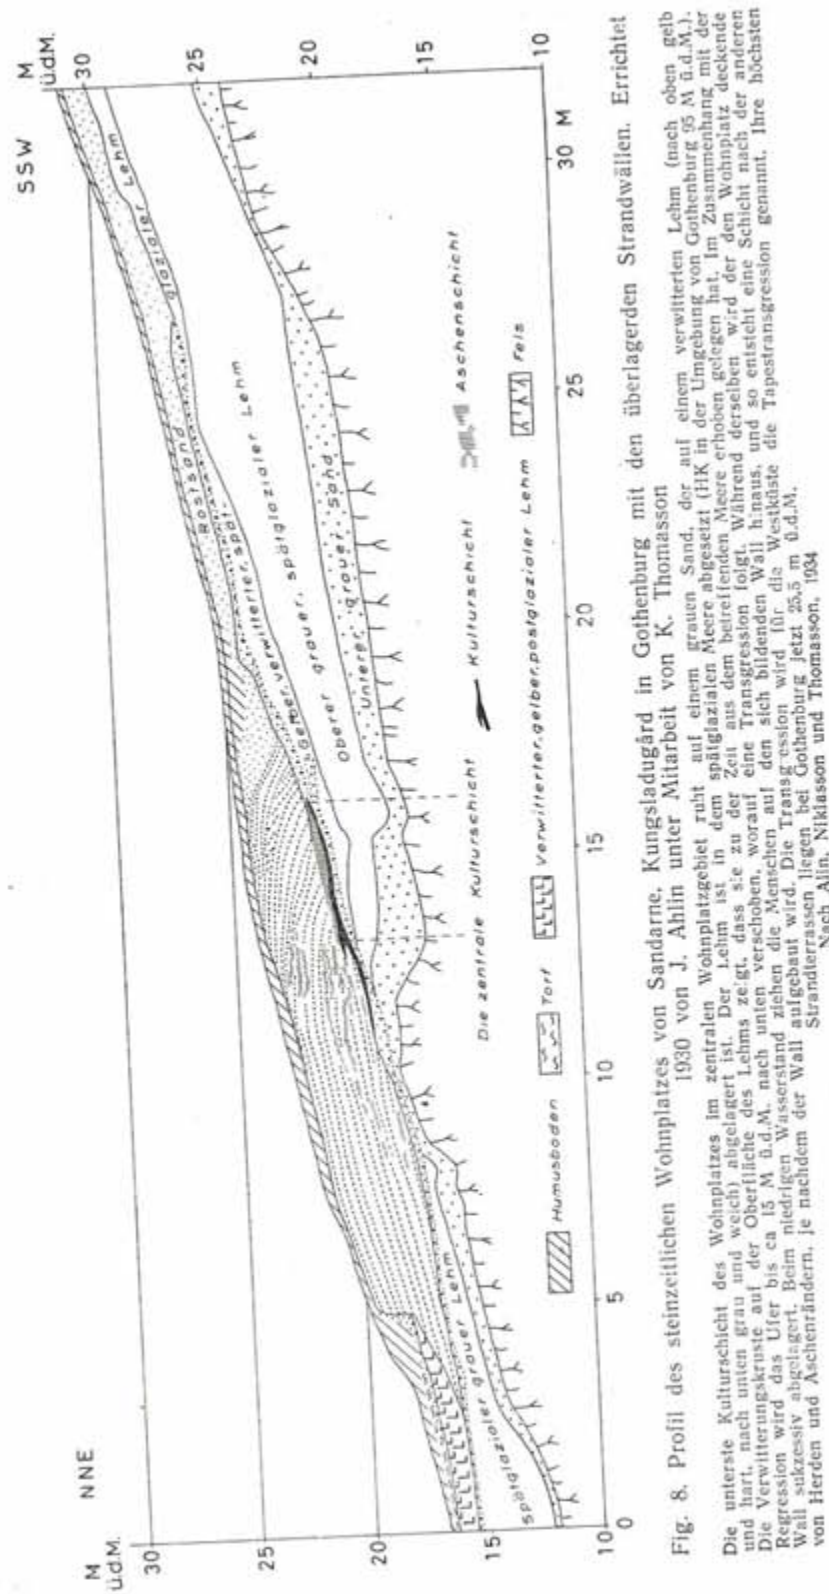 M NNE
ü.d.M.
SSW M
ü.d.M.
30
25
20
15
10
30
25
20
15
10
0
5
10
15
20
25
30 M
Rostsand
Gelber, verwitterter, spät-
glazialer Lehm
Oberer grauer, spätglazialer Lehm
Unterer, grauer Sand
Spätglazialer grauer Lehm
Die zentrale Kulturschicht
Kulturschicht
Aschenschicht
Humusboden
Torf
Verwitterter, gelber, postglazialer Lehm
Fels
Fig. 8. Profil des steinzeitlichen Wohnplatzes von Sandarne, Kungsladugård in Gothenburg mit den überlagerden Strandwällen. Errichtet
1930 von J. Ahlin unter Mitarbeit von K. Thomasson
Die unterste Kulturschicht des Wohnplatzes im zentralen Wohnplatzgebiet ruht auf einem grauen Sand, der auf einem verwitterten Lehm (nach oben gelb
und hart, nach unten grau und weich) abgelagert ist. Der Lehm ist in dem spätglazialen Meere abgesetzt (HK in der Umgebung von Gothenburg 95 M ü.d.M.).
Die Verwitterungskruste auf der Oberfläche des Lehms zeigt, dass sie zu der Zeit aus dem betreffenden Meere erhoben gelegen hat. Im Zusammenhang mit der
Regression wird das Ufer bis ca 15 M ü.d.M. nach unten verschoben, worauf eine Transgression folgt. Während derselben wird der den Wohnplatz deckende
Wall sukzessiv abgelagert. Beim niedrigen Wasserstand ziehen die Menschen auf den sich bildenden Wall hinaus, und so entsteht eine Schicht nach der anderen
von Herden und Aschenrändern, je nachdem der Wall aufgebaut wird. Die Transgression wird für die Westküste die Tapestransgression genannt. Ihre höchsten
Strandterrassen liegen bei Gothenburg jetzt 25,5 m ü.d.M.
Nach Alin, Niklasson und Thomasson, 1934